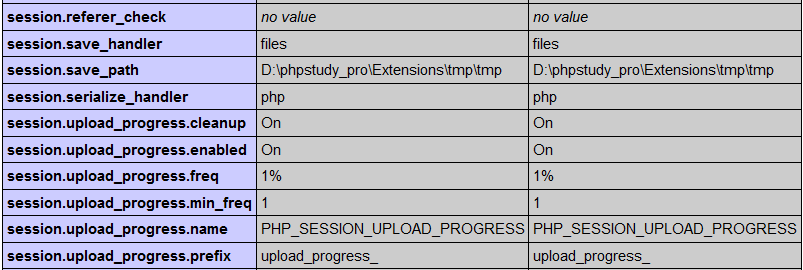 session.referer_check no value no value
session.save_handler files files
session.save_path D:\phpstudy_pro\Extensions\tmp\tmp D:\phpstudy_pro\Extensions\tmp\tmp
session.serialize_handler php php
session.upload_progress.cleanup On On
session.upload_progress.enabled On On
session.upload_progress.freq 1% 1%
session.upload_progress.min_freq 1 1
session.upload_progress.name PHP_SESSION_UPLOAD_PROGRESS PHP_SESSION_UPLOAD_PROGRESS
session.upload_progress.prefix upload_progress_ upload_progress_